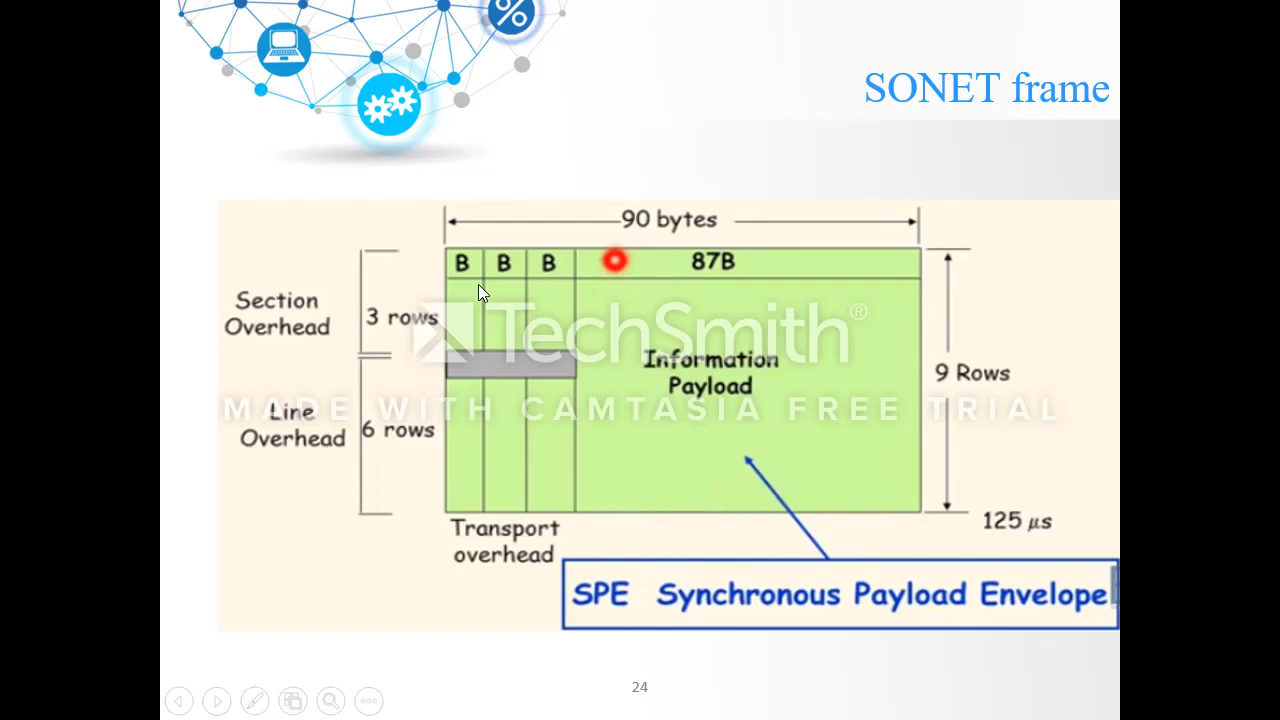 SONET frame
90 bytes
B B B 87B
Section
Overhead
3 rows
TechSmith®
Information
Payload
9 Rows
MADE WITH CAMTASIA FREE TRIAL
Line
Overhead
6 rows
Transport
overhead
125 μs
SPE Synchronous Payload Envelope
24